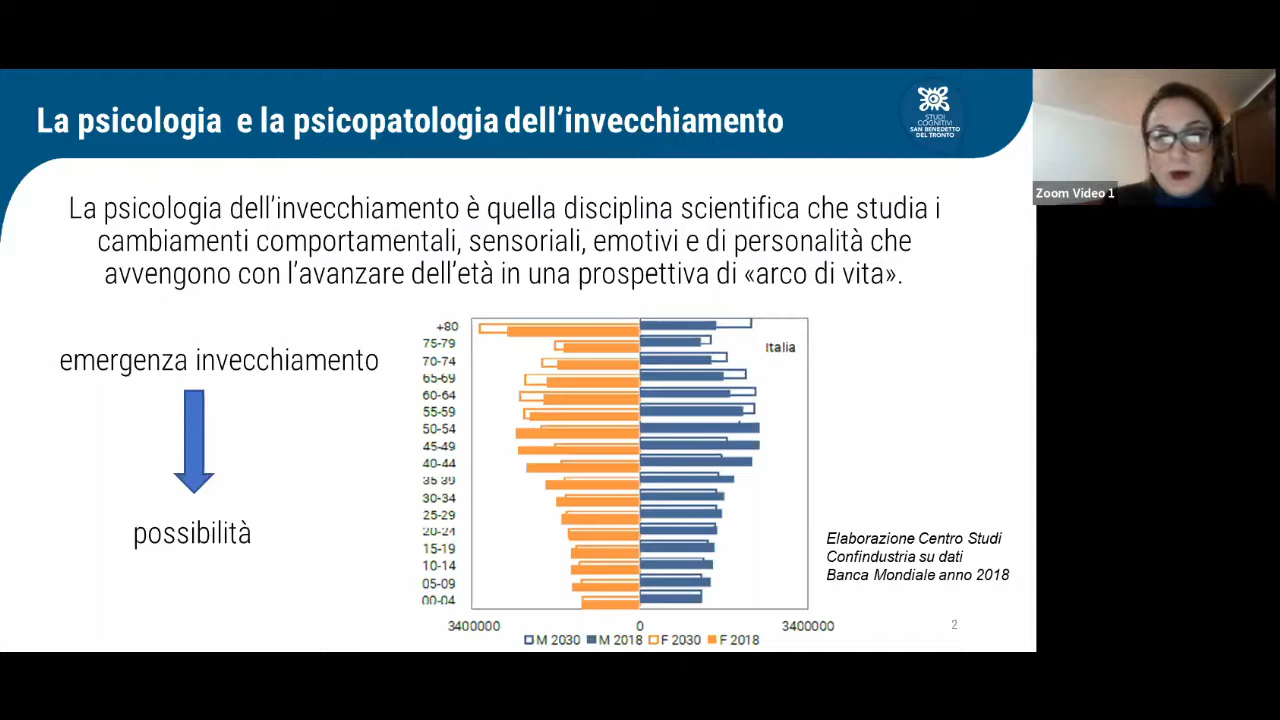 La psicologia e la psicopatologia dell'invecchiamento
STUDI
COGNITIVI
SAN BENEDETTO
DEL TRONTO
Zoom Video 1
La psicologia dell'invecchiamento è quella disciplina scientifica che studia i
cambiamenti comportamentali, sensoriali, emotivi e di personalità che
avvengono con l'avanzare dell'età in una prospettiva di «arco di vita».
emergenza invecchiamento
possibilità
+80
75-79
70-74
65-69
60-64
55-59
50-54
45-49
40-44
35-39
30-34
25-29
20-24
15-19
10-14
05-09
00-04
Italia
3400000 0 3400000
M 2030 M 2018 F 2030 F 2018
Elaborazione Centro Studi
Confindustria su dati
Banca Mondiale anno 2018
2